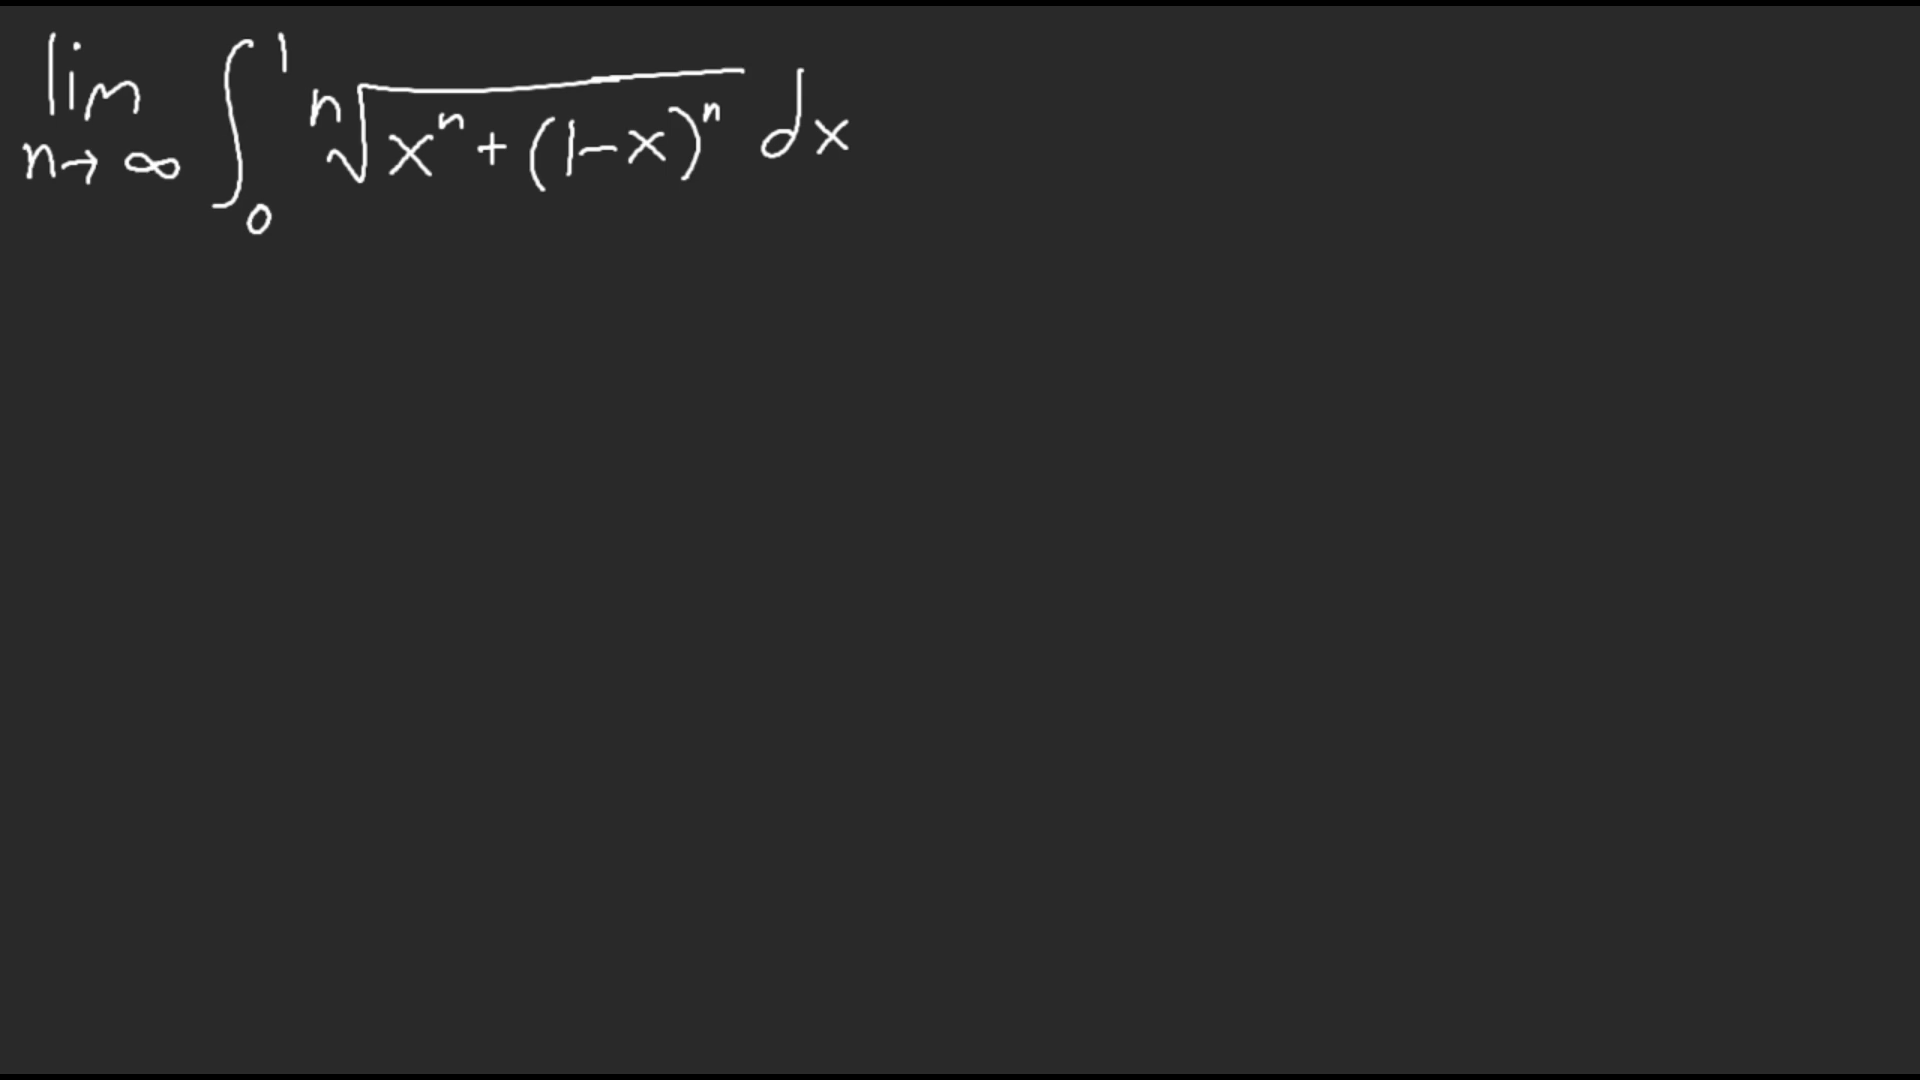 lim n→∞ ∫₀¹ ⁿ√(xⁿ + (1-x)ⁿ) dx